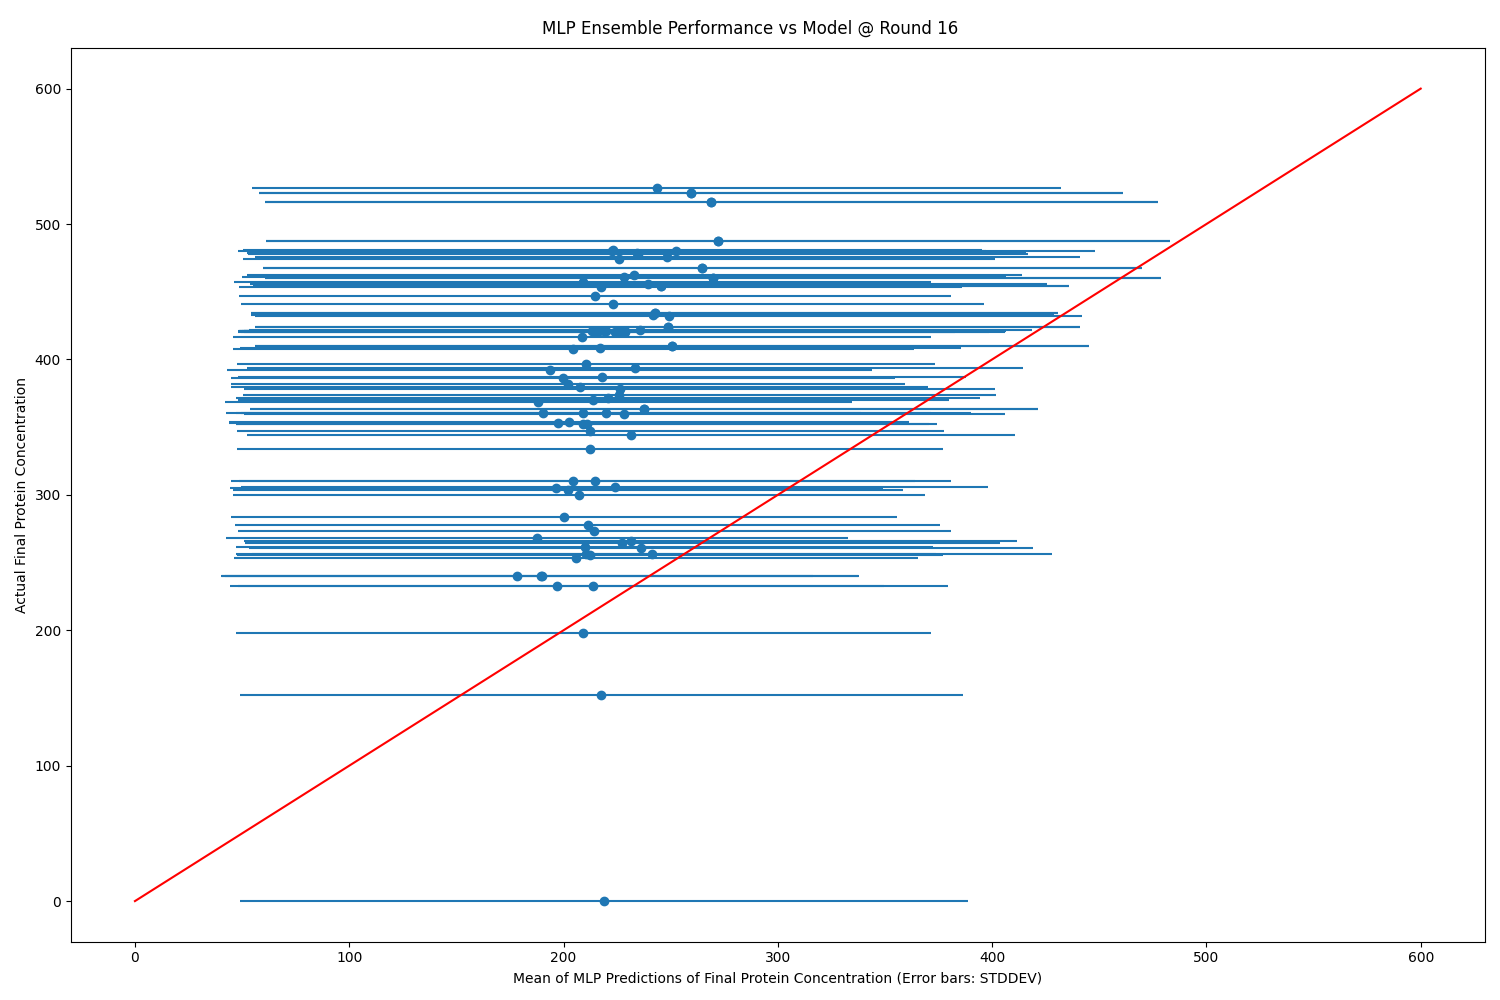 MLP Ensemble Performance vs Model @ Round 16
600
500
400
300
200
100
0
Actual Final Protein Concentration
0 100 200 300 400 500 600
Mean of MLP Predictions of Final Protein Concentration (Error bars: STDDEV)